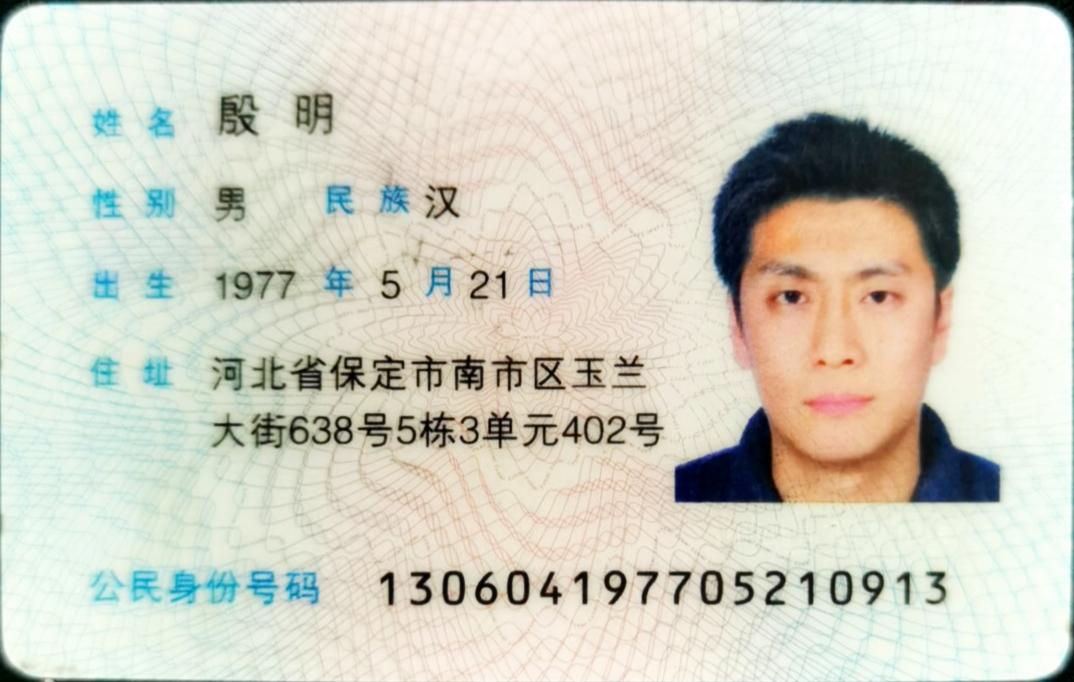 姓名 殷明
性别 男 民族 汉
出生 1977 年 5 月 21 日
住址 河北省保定市南市区玉兰
大街638号5栋3单元402号
公民身份号码 130604197705210913